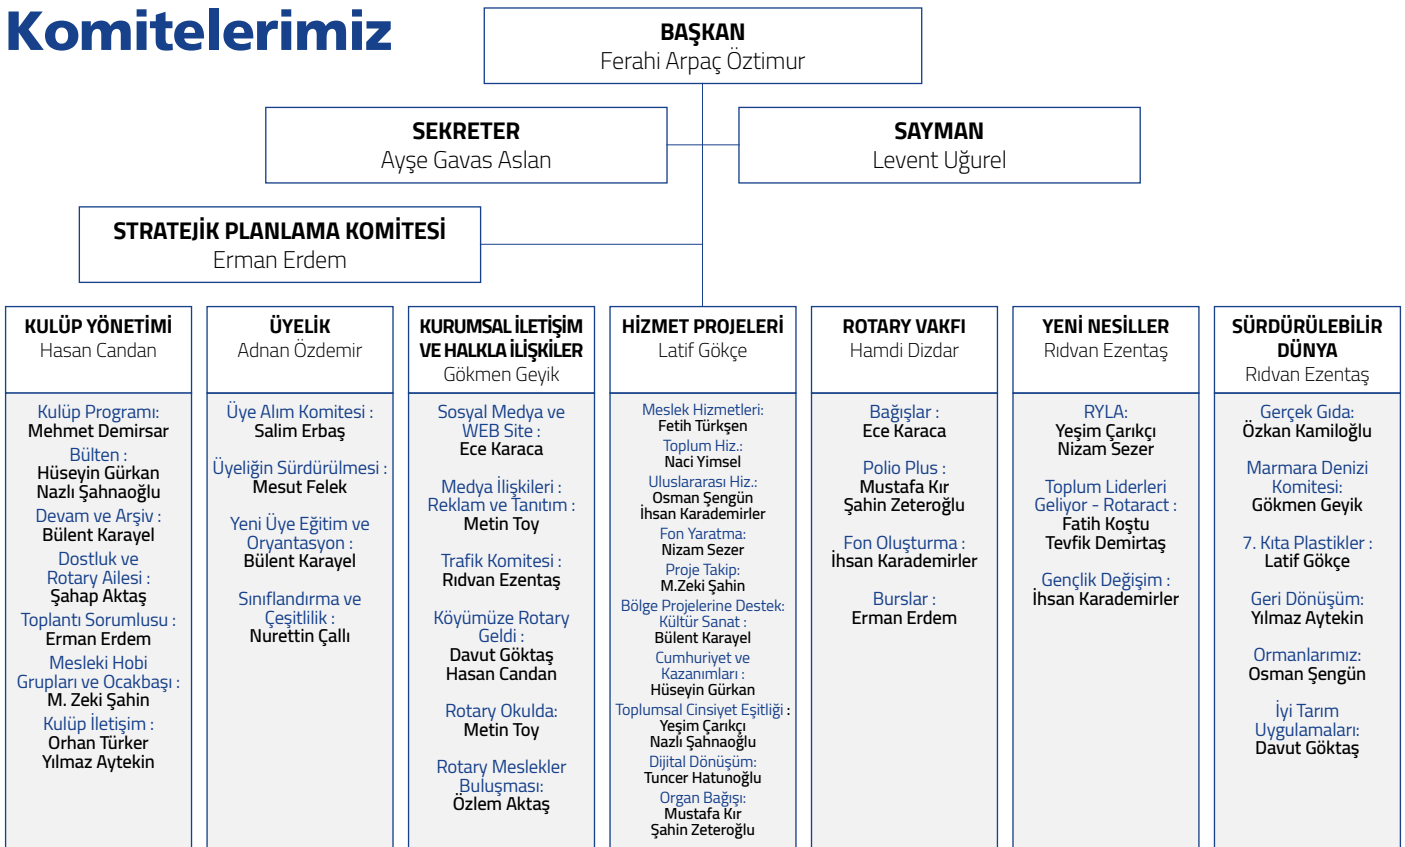 Komitelerimiz
BAŞKAN
Ferahi Arpaç Öztimur
SEKRETER
Ayşe Gavas Aslan
SAYMAN
Levent Uğurel
STRATEJİK PLANLAMA KOMİTESİ
Erman Erdem
KULÜP YÖNETİMİ
Hasan Candan
Kulüp Programı:
Mehmet Demirsar
Bülten :
Hüseyin Gürkan
Nazlı Şahnaoğlu
Devam ve Arşiv :
Bülent Karayel
Dostluk ve
Rotary Ailesi :
Şahap Aktaş
Toplantı Sorumlusu :
Erman Erdem
Mesleki Hobi
Grupları ve Ocakbaşı :
M. Zeki Şahin
Kulüp İletişim :
Orhan Türker
Yılmaz Aytekin
ÜYELİK
Adnan Özdemir
Üye Alım Komitesi :
Salim Erbaş
Üyeliğin Sürdürülmesi :
Mesut Felek
Yeni Üye Eğitim ve
Oryantasyon :
Bülent Karayel
Sınıflandırma ve
Çeşitlilik :
Nurettin Çallı
KURUMSAL İLETİŞİM
VE HALKLA İLİŞKİLER
Gökmen Geyik
Sosyal Medya ve
WEB Site :
Ece Karaca
Medya İlişkileri :
Reklam ve Tanıtım :
Metin Toy
Trafik Komitesi :
Rıdvan Ezentaş
Köyümüze Rotary
Geldi :
Davut Göktaş
Hasan Candan
Rotary Okulda:
Metin Toy
Rotary Meslekler
Buluşması:
Özlem Aktaş
HİZMET PROJELERİ
Latif Gökçe
Meslek Hizmetleri:
Fetih Türkşen
Toplum Hiz.:
Naci Yimsel
Uluslararası Hiz.:
Osman Şengün
İhsan Karademirler
Fon Yaratma:
Nizam Sezer
Proje Takip:
M.Zeki Şahin
Bölge Projelerine Destek:
Kültür Sanat :
Bülent Karayel
Cumhuriyet ve
Kazanımları :
Hüseyin Gürkan
Toplumsal Cinsiyet Eşitliği :
Yeşim Çarıkçı
Nazlı Şahnaoğlu
Dijital Dönüşüm:
Tuncer Hatunoğlu
Organ Bağışı:
Mustafa Kır
Şahin Zeteroğlu
ROTARY VAKFI
Hamdi Dizdar
Bağışlar :
Ece Karaca
Polio Plus :
Mustafa Kır
Şahin Zeteroğlu
Fon Oluşturma :
İhsan Karademirler
Burslar :
Erman Erdem
YENİ NESİLLER
Rıdvan Ezentaş
RYLA:
Yeşim Çarıkçı
Nizam Sezer
Toplum Liderleri
Geliyor - Rotaract :
Fatih Koştu
Tevfik Demirtaş
Gençlik Değişim :
İhsan Karademirler
SÜRDÜRÜLEBİLİR
DÜNYA
Rıdvan Ezentaş
Gerçek Gıda:
Özkan Kamiloğlu
Marmara Denizi
Komitesi:
Gökmen Geyik
7. Kıta Plastikler :
Latif Gökçe
Geri Dönüşüm:
Yılmaz Aytekin
Ormanlarımız:
Osman Şengün
İyi Tarım
Uygulamaları:
Davut Göktaş